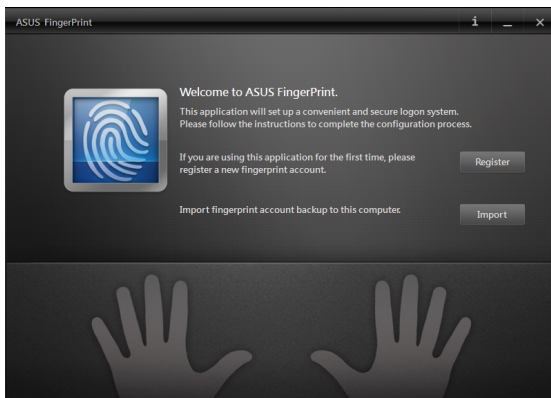 ASUS FingerPrint
Welcome to ASUS FingerPrint.
This application will set up a convenient and secure logon system.
Please follow the instructions to complete the configuration process.
If you are using this application for the first time, please
register a new fingerprint account.
Register
Import fingerprint account backup to this computer.
Import